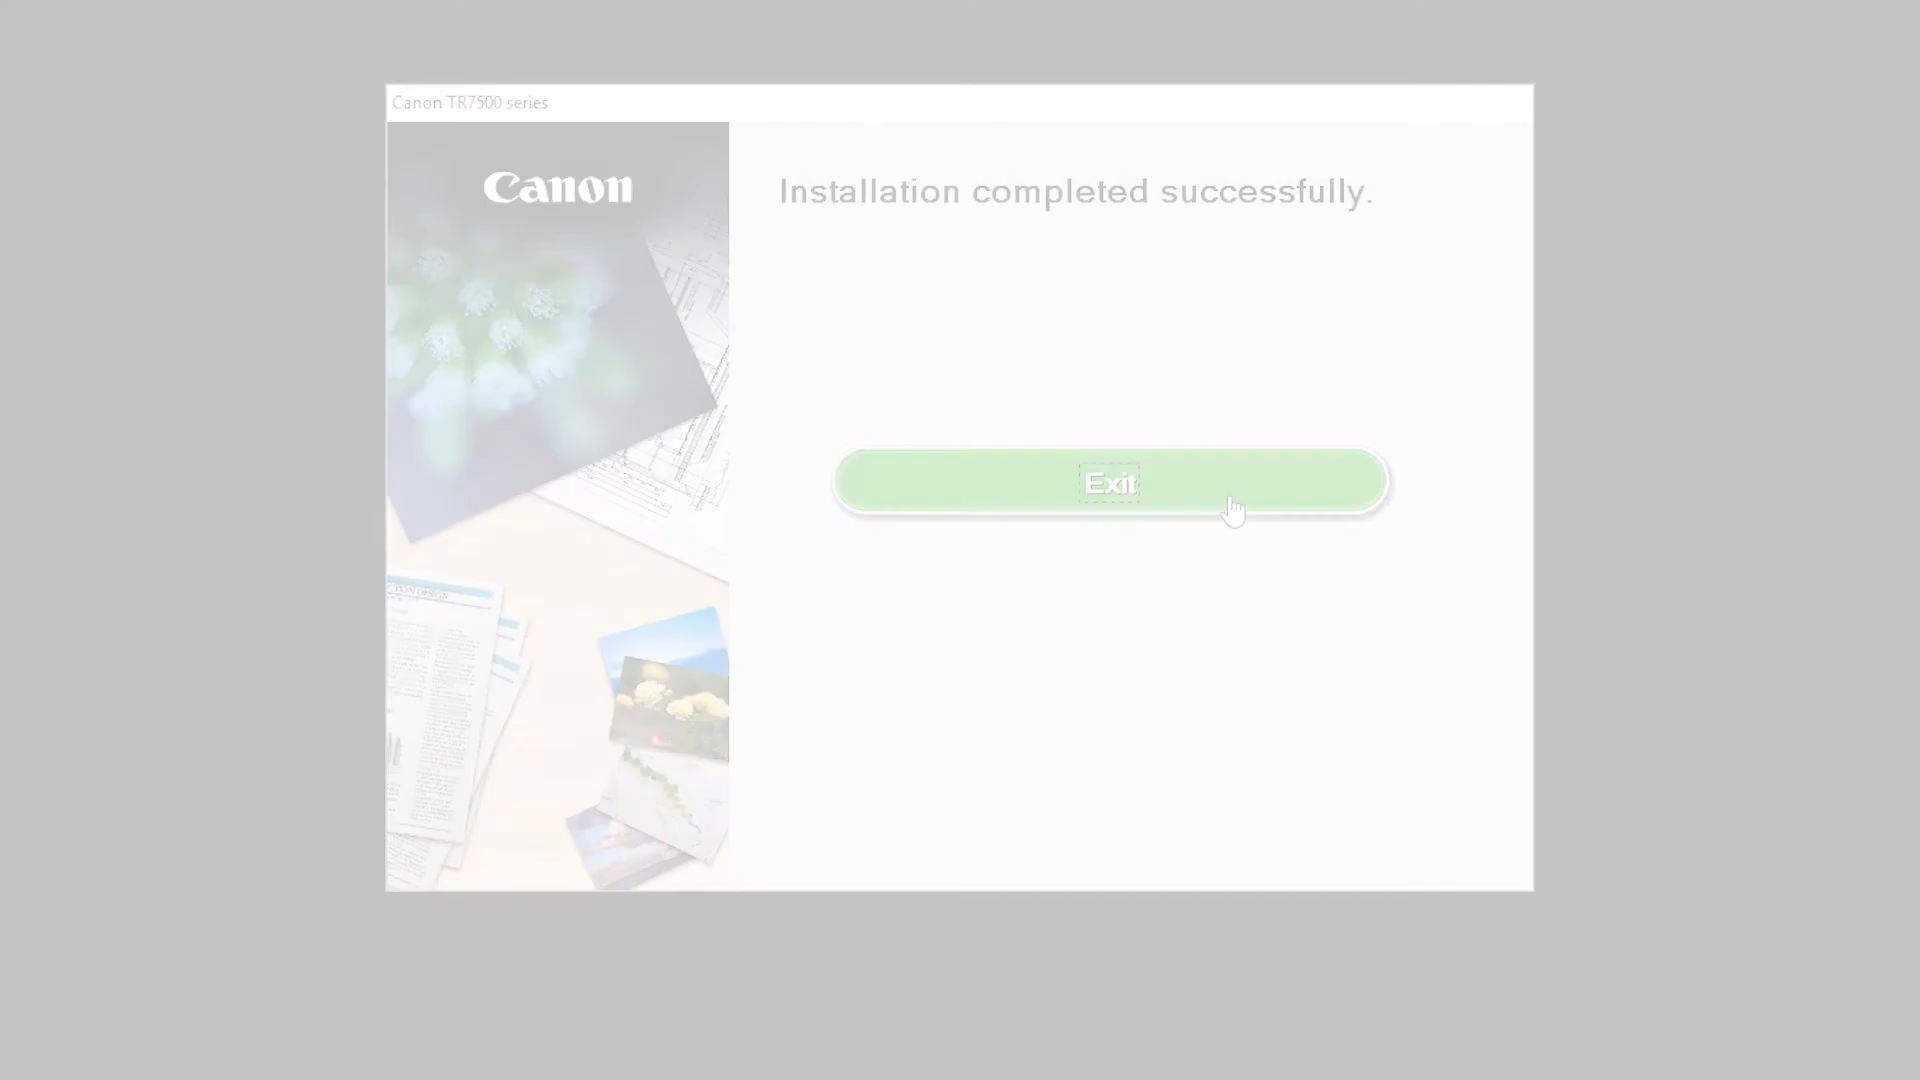 Canon TR7500 series
Canon
Installation completed successfully.
Exit